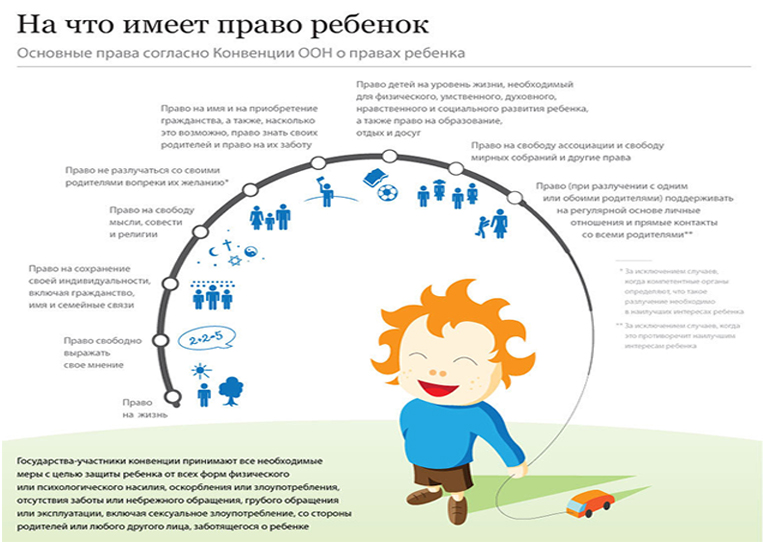 На что имеет право ребенок
Основные права согласно Конвенции ООН о правах ребенка
Право детей на уровень жизни, необходимый
для физического, умственного, духовного,
нравственного и социального развития ребенка,
а также право на образование,
отдых и досуг
Право на имя и на приобретение
гражданства, а также, насколько
это возможно, право знать своих
родителей и право на их заботу
Право на свободу ассоциации и свободу
мирных собраний и другие права
Право не разлучаться со своими
родителями вопреки их желанию*
Право (при разлучении с одним
или обоими родителями) поддерживать
на регулярной основе личные
отношения и прямые контакты
со всеми родителями**
Право на свободу
мысли, совести
и религии
Право на сохранение
своей индивидуальности,
включая гражданство,
имя и семейные связи
* За исключением случаев,
когда компетентные органы
определяют, что такое
разлучение необходимо
в наилучших интересах ребенка
** За исключением случаев, когда
это противоречит наилучшим
интересам ребенка
Право свободно
выражать
свое мнение
2+2=5
Право
на жизнь
Государства-участники конвенции принимают все необходимые
меры с целью защиты ребенка от всех форм физического
или психологического насилия, оскорбления или злоупотребления,
отсутствия заботы или небрежного обращения, грубого обращения
или эксплуатации, включая сексуальное злоупотребление, со стороны
родителей или любого другого лица, заботящегося о ребенке